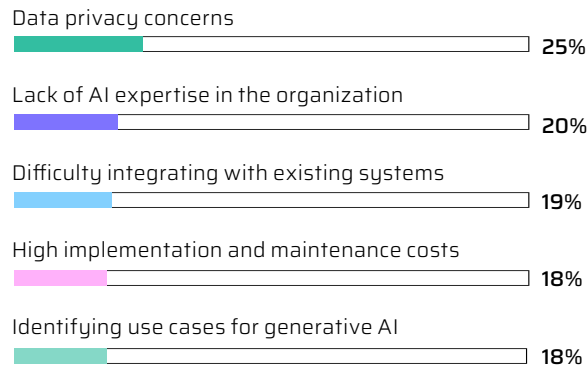 Data privacy concerns
25%
Lack of AI expertise in the organization
20%
Difficulty integrating with existing systems
19%
High implementation and maintenance costs
18%
Identifying use cases for generative AI
18%